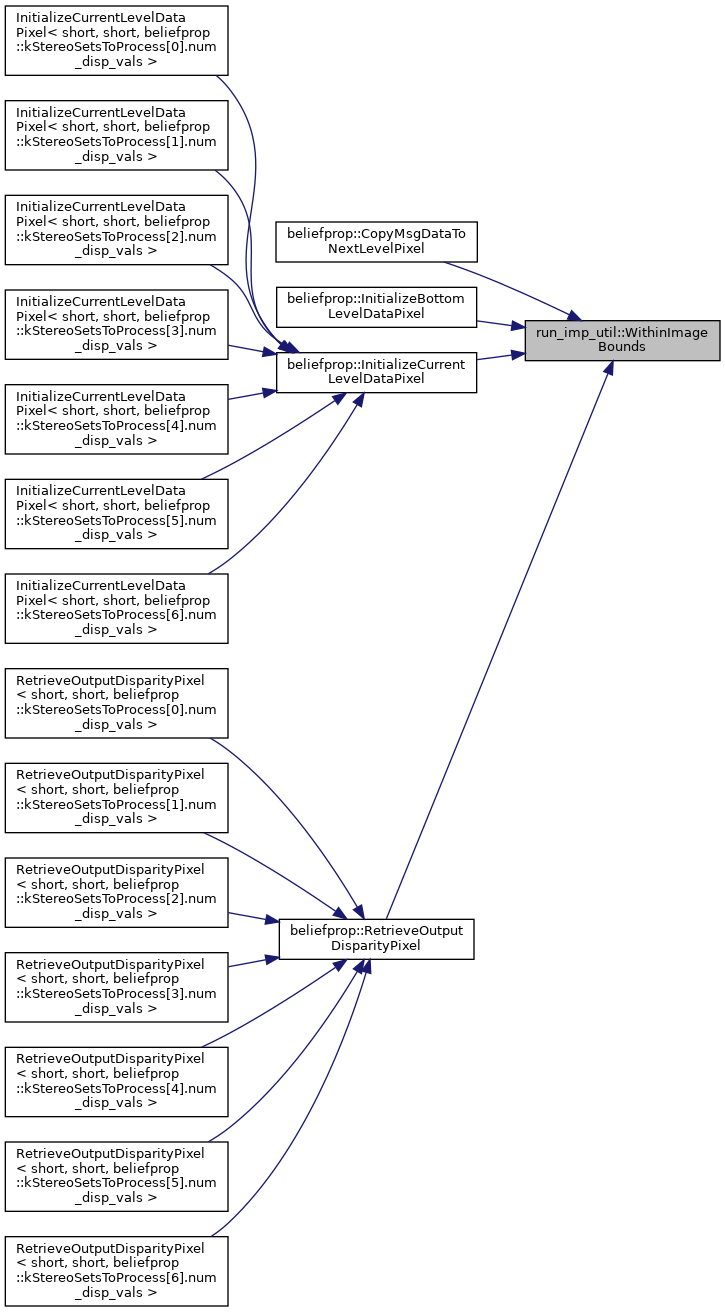 InitializeCurrentLevelData
Pixel< short, short, beliefprop
::kStereoSetsToProcess[0].num
_disp_vals >
InitializeCurrentLevelData
Pixel< short, short, beliefprop
::kStereoSetsToProcess[1].num
_disp_vals >
InitializeCurrentLevelData
Pixel< short, short, beliefprop
::kStereoSetsToProcess[2].num
_disp_vals >
InitializeCurrentLevelData
Pixel< short, short, beliefprop
::kStereoSetsToProcess[3].num
_disp_vals >
InitializeCurrentLevelData
Pixel< short, short, beliefprop
::kStereoSetsToProcess[4].num
_disp_vals >
InitializeCurrentLevelData
Pixel< short, short, beliefprop
::kStereoSetsToProcess[5].num
_disp_vals >
InitializeCurrentLevelData
Pixel< short, short, beliefprop
::kStereoSetsToProcess[6].num
_disp_vals >
RetrieveOutputDisparityPixel
< short, short, beliefprop
::kStereoSetsToProcess[0].num
_disp_vals >
RetrieveOutputDisparityPixel
< short, short, beliefprop
::kStereoSetsToProcess[1].num
_disp_vals >
RetrieveOutputDisparityPixel
< short, short, beliefprop
::kStereoSetsToProcess[2].num
_disp_vals >
RetrieveOutputDisparityPixel
< short, short, beliefprop
::kStereoSetsToProcess[3].num
_disp_vals >
RetrieveOutputDisparityPixel
< short, short, beliefprop
::kStereoSetsToProcess[4].num
_disp_vals >
RetrieveOutputDisparityPixel
< short, short, beliefprop
::kStereoSetsToProcess[5].num
_disp_vals >
RetrieveOutputDisparityPixel
< short, short, beliefprop
::kStereoSetsToProcess[6].num
_disp_vals >
beliefprop::CopyMsgDataTo
NextLevelPixel
beliefprop::InitializeBottom
LevelDataPixel
beliefprop::InitializeCurrent
LevelDataPixel
beliefprop::RetrieveOutput
DisparityPixel
run_imp_util::WithinImage
Bounds